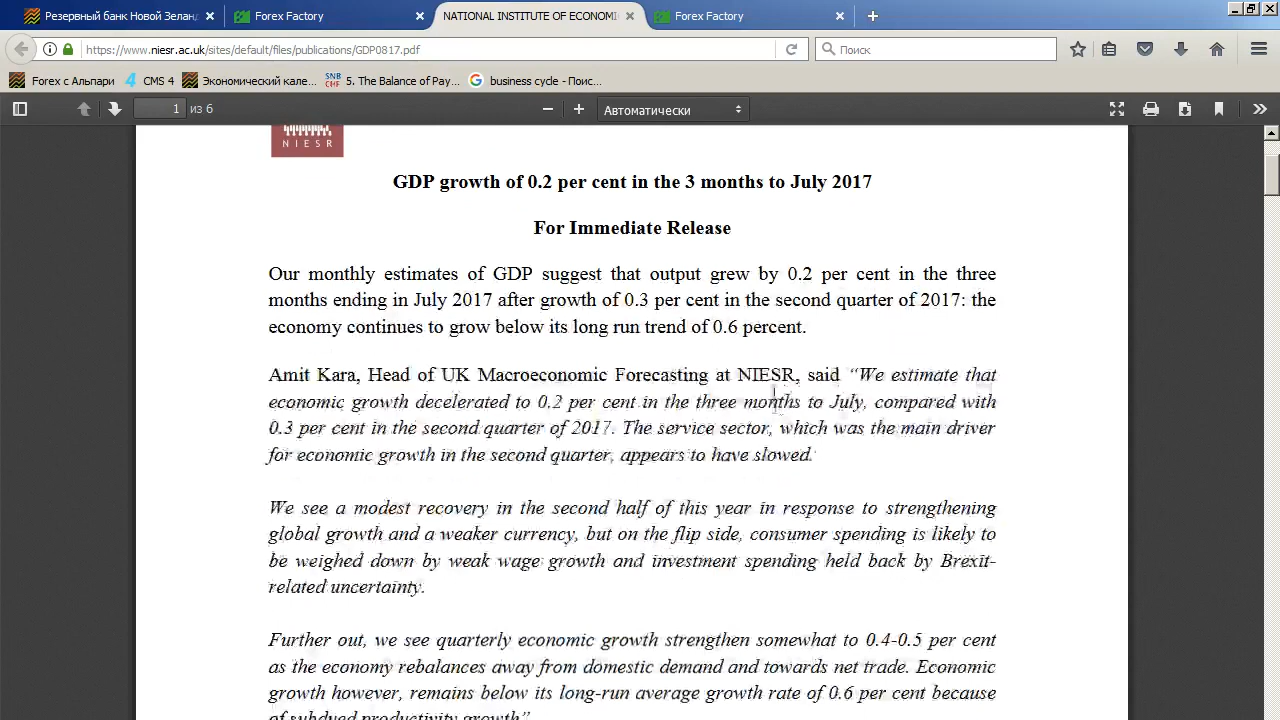 Резервный банк Новой Зелан
Forex Factory
NATIONAL INSTITUTE OF ECONOMI
Forex Factory
https://www.niesr.ac.uk/sites/default/files/publications/GDP0817.pdf
Поиск
Forex с Альпари
CMS 4
Экономический кале...
SNB CHF 5. The Balance of Pay...
business cycle - Поис...
1 из 6
Автоматически
NIESR
GDP growth of 0.2 per cent in the 3 months to July 2017
For Immediate Release
Our monthly estimates of GDP suggest that output grew by 0.2 per cent in the three
months ending in July 2017 after growth of 0.3 per cent in the second quarter of 2017: the
economy continues to grow below its long run trend of 0.6 percent.
Amit Kara, Head of UK Macroeconomic Forecasting at NIESR, said “We estimate that
economic growth decelerated to 0.2 per cent in the three months to July, compared with
0.3 per cent in the second quarter of 2017. The service sector, which was the main driver
for economic growth in the second quarter, appears to have slowed.
We see a modest recovery in the second half of this year in response to strengthening
global growth and a weaker currency, but on the flip side, consumer spending is likely to
be weighed down by weak wage growth and investment spending held back by Brexit-
related uncertainty.
Further out, we see quarterly economic growth strengthen somewhat to 0.4-0.5 per cent
as the economy rebalances away from domestic demand and towards net trade. Economic
growth however, remains below its long-run average growth rate of 0.6 per cent because
of subdued productivity growth”